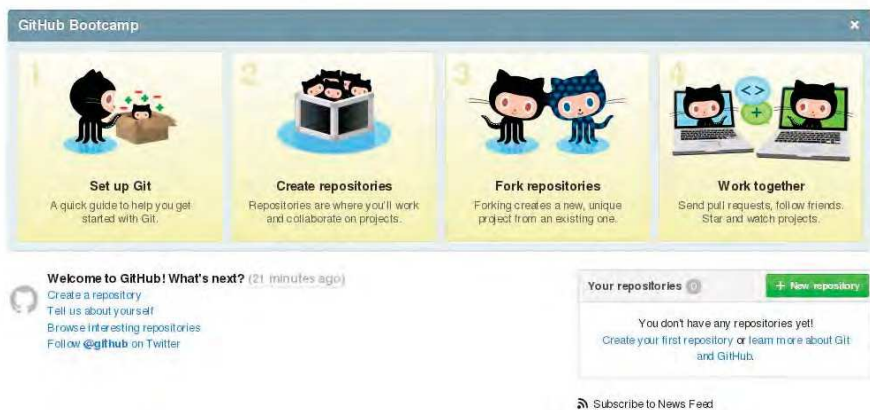 GitHub Bootcamp ×
1
Set up Git
A quick guide to help you get
started with Git.
2
Create repositories
Repositories are where you'll work
and collaborate on projects.
3
Fork repositories
Forking creates a new, unique
project from an existing one.
4
<>
+
Work together
Send pull requests, follow friends.
Star and watch projects.
Welcome to GitHub! What's next? (21 minutes ago)
Create a repository
Tell us about yourself
Browse interesting repositories
Follow @github on Twitter
Your repositories 0
+ New repository
You don't have any repositories yet!
Create your first repository or learn more about Git
and GitHub.
Subscribe to News Feed